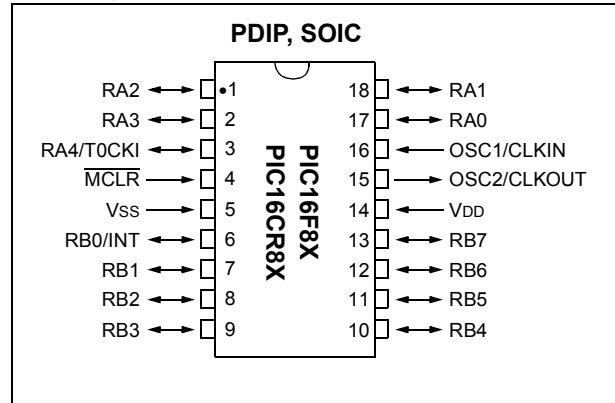 PDIP, SOIC
RA2 •1 18 RA1
RA3 2 17 RA0
RA4/T0CKI 3 16 OSC1/CLKIN
MCLR 4 15 OSC2/CLKOUT
VSS 5 14 VDD
RB0/INT 6 13 RB7
RB1 7 12 RB6
RB2 8 11 RB5
RB3 9 10 RB4
PIC16F8X
PIC16CR8X